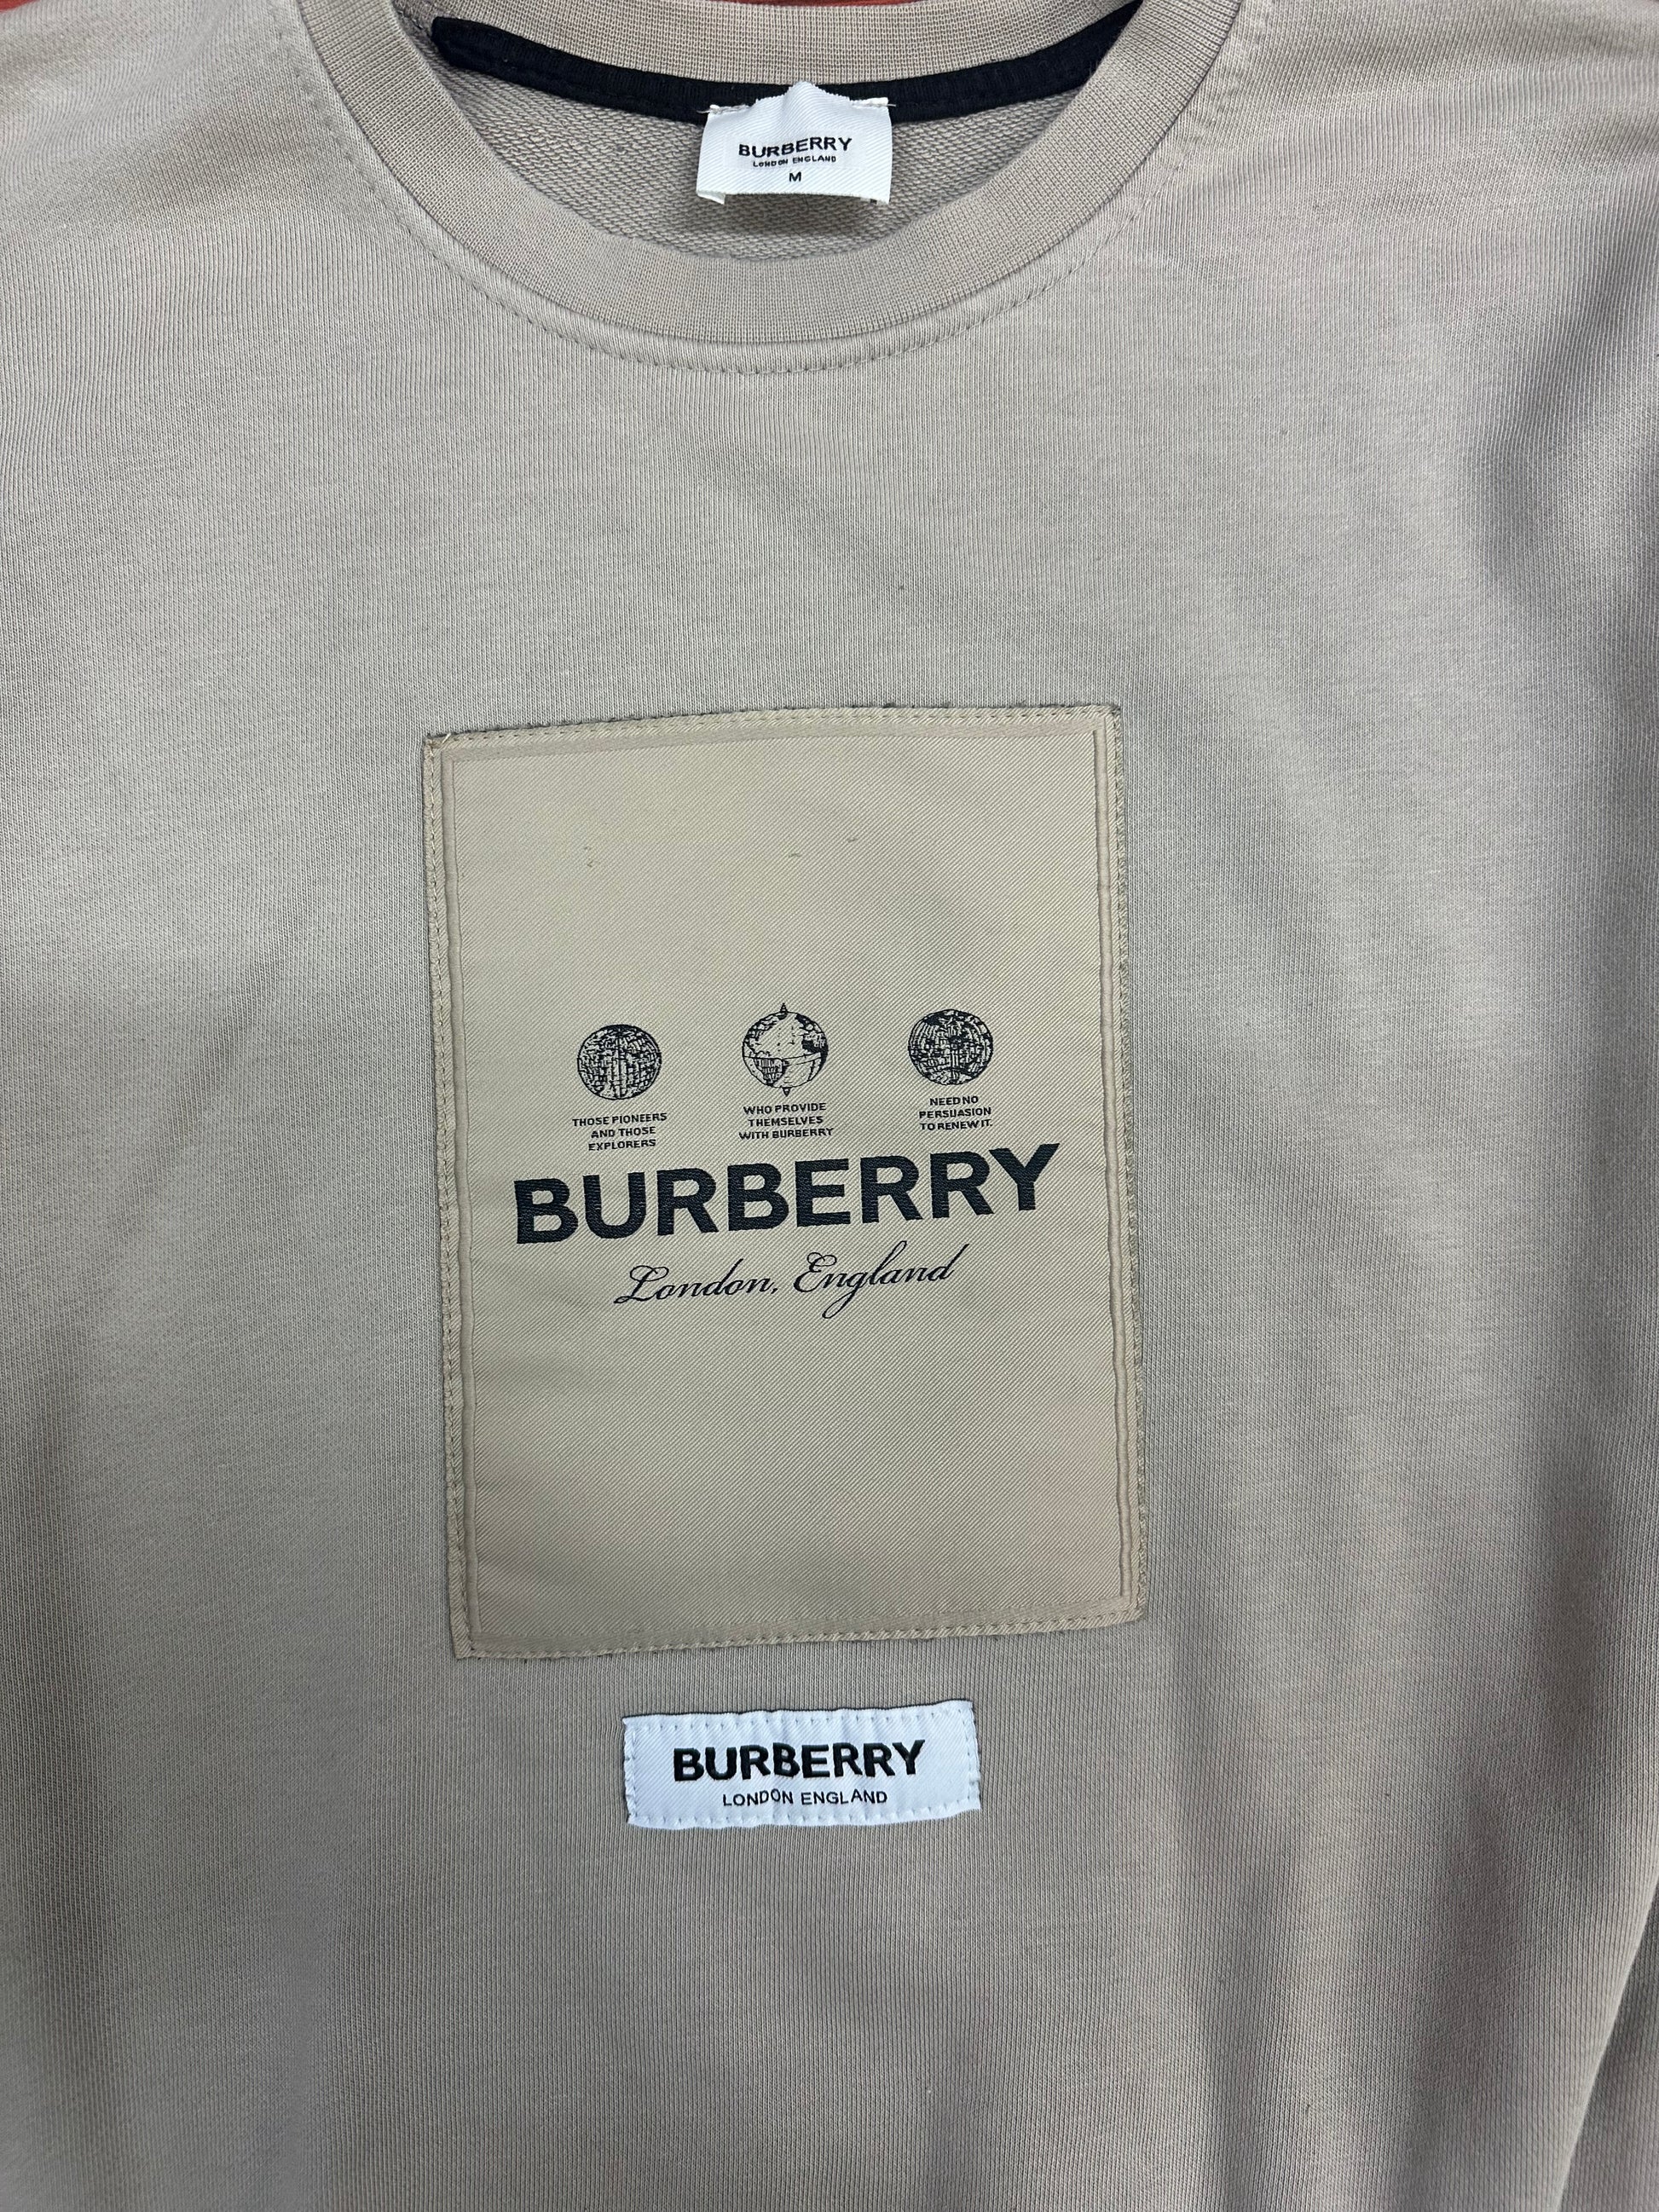 BURBERRY
LONDON ENGLAND
M
THOSE PIONEERS
AND THOSE
EXPLORERS
WHO PROVIDE
THEMSELVES
WITH BURBERRY
NEED NO
PERSUASION
TO RENEW IT.
BURBERRY
London, England
BURBERRY
LONDON ENGLAND